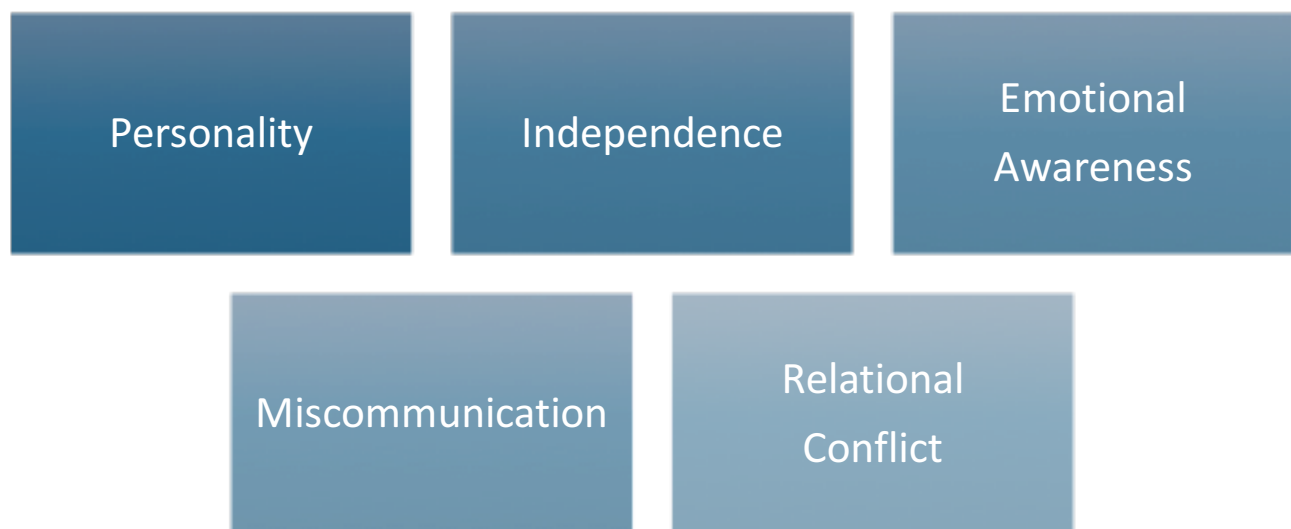 Personality
Independence
Emotional
Awareness
Miscommunication
Relational
Conflict